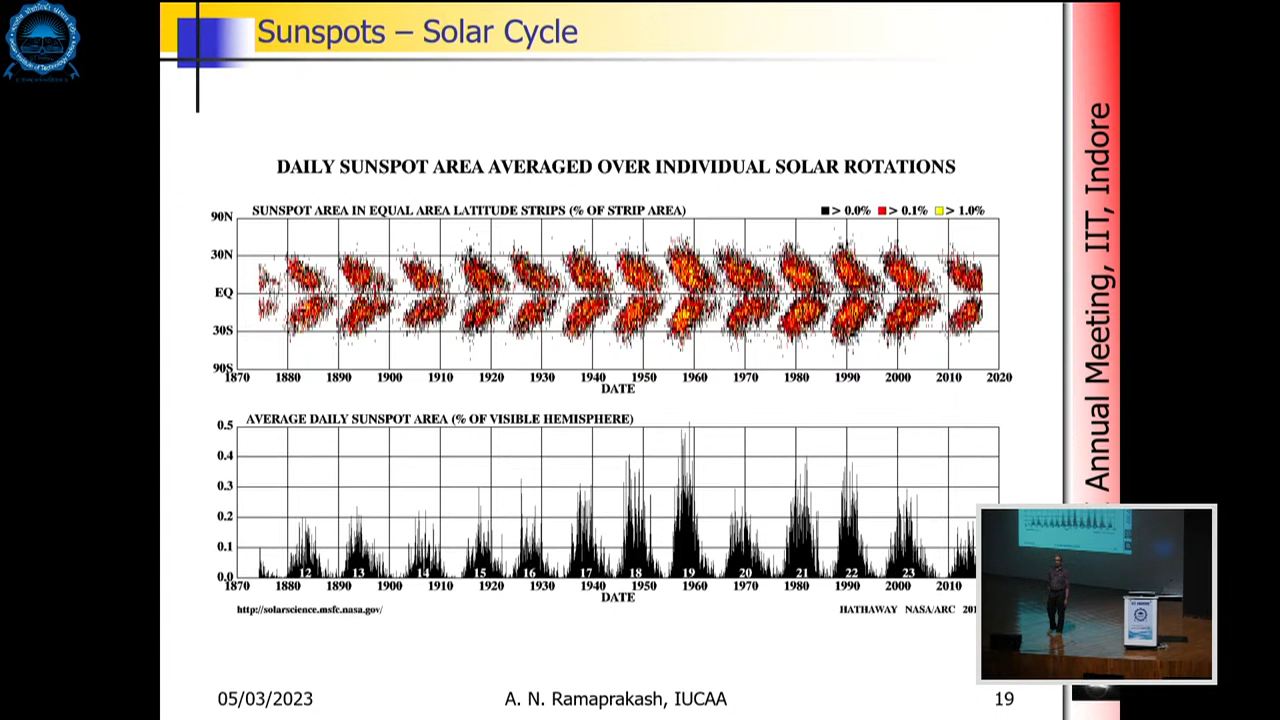 Sunspots – Solar Cycle
DAILY SUNSPOT AREA AVERAGED OVER INDIVIDUAL SOLAR ROTATIONS
SUNSPOT AREA IN EQUAL AREA LATITUDE STRIPS (% OF STRIP AREA)
> 0.0% > 0.1% > 1.0%
90N
30N
EQ
30S
90S
1870 1880 1890 1900 1910 1920 1930 1940 1950 1960 1970 1980 1990 2000 2010 2020
DATE
AVERAGE DAILY SUNSPOT AREA (% OF VISIBLE HEMISPHERE)
0.5
0.4
0.3
0.2
0.1
0.0
12 13 14 15 16 17 18 19 20 21 22 23
1870 1880 1890 1900 1910 1920 1930 1940 1950 1960 1970 1980 1990 2000 2010
DATE
http://solarscience.msfc.nasa.gov/
HATHAWAY NASA/ARC
05/03/2023
A. N. Ramaprakash, IUCAA
19
Annual Meeting, IIT, Indore